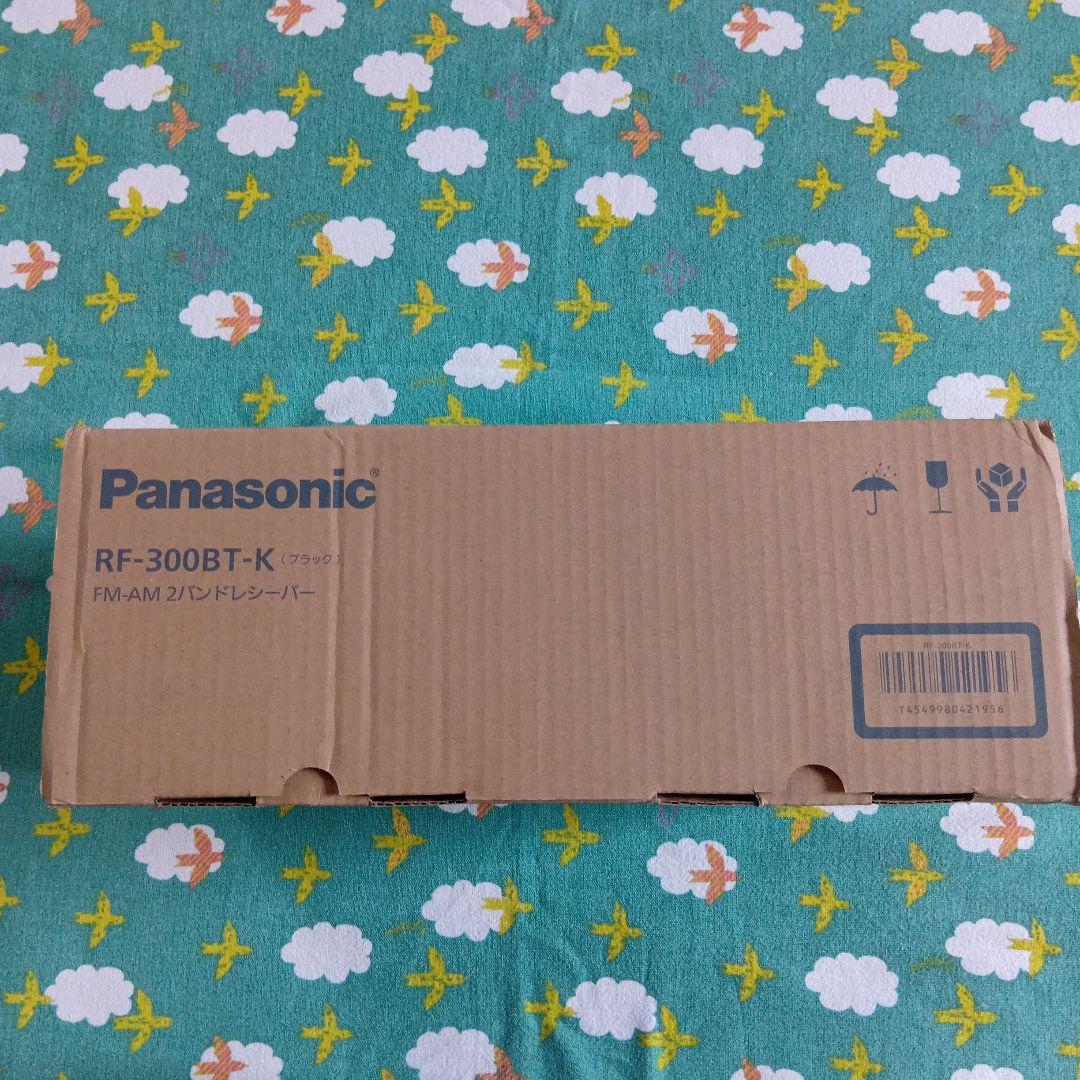 Panasonic®
RF-300BT-K（ブラック）
FM-AM 2バンドレシーバー
RF-300BT-K
T4549980421956